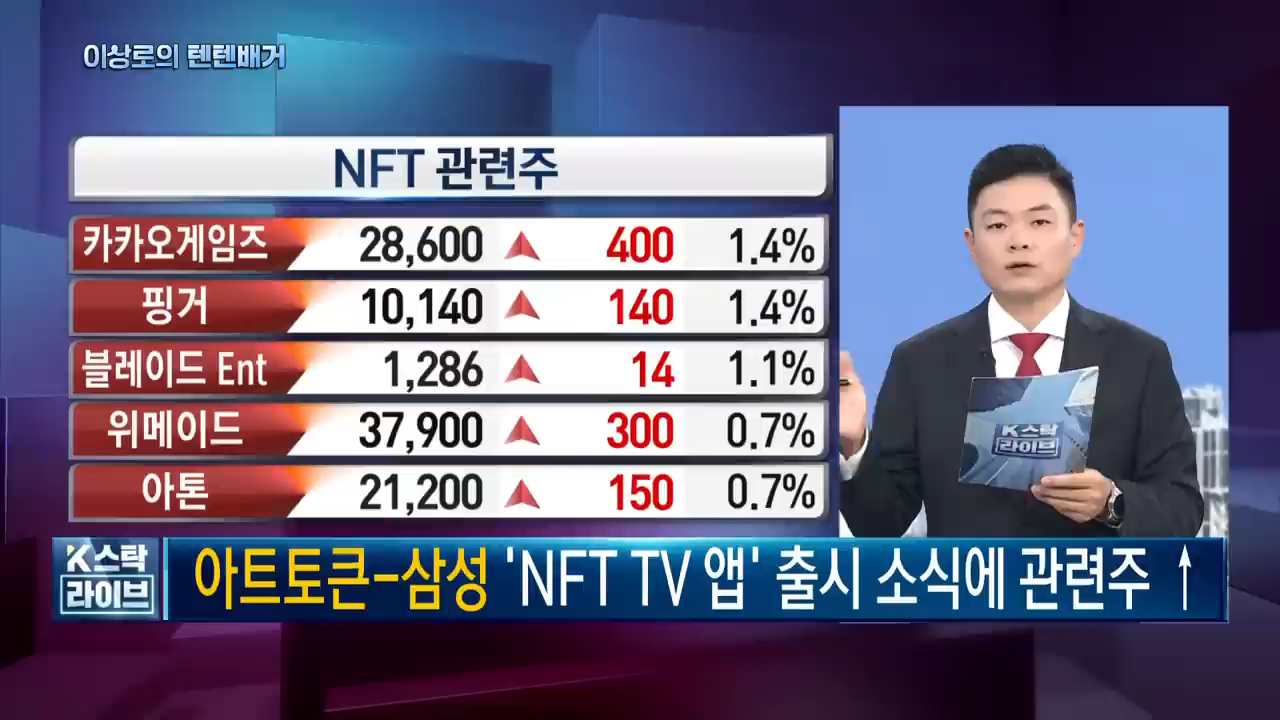 이상로의 텐텐배거
NFT 관련주
카카오게임즈 28,600 ▲ 400 1.4%
핑거 10,140 ▲ 140 1.4%
블레이드 Ent 1,286 ▲ 14 1.1%
위메이드 37,900 ▲ 300 0.7%
아톤 21,200 ▲ 150 0.7%
K스탁
라이브
K스탁
라이브
아트토큰-삼성 'NFT TV 앱' 출시 소식에 관련주 ↑